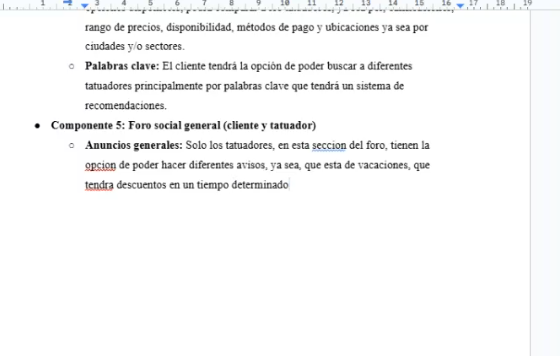 rango de precios, disponibilidad, métodos de pago y ubicaciones ya sea por
ciudades y/o sectores.
○ Palabras clave: El cliente tendrá la opción de poder buscar a diferentes
tatuadores principalmente por palabras clave que tendrá un sistema de
recomendaciones.
● Componente 5: Foro social general (cliente y tatuador)
○ Anuncios generales: Solo los tatuadores, en esta seccion del foro, tienen la
opcion de poder hacer diferentes avisos, ya sea, que esta de vacaciones, que
tendra descuentos en un tiempo determinado